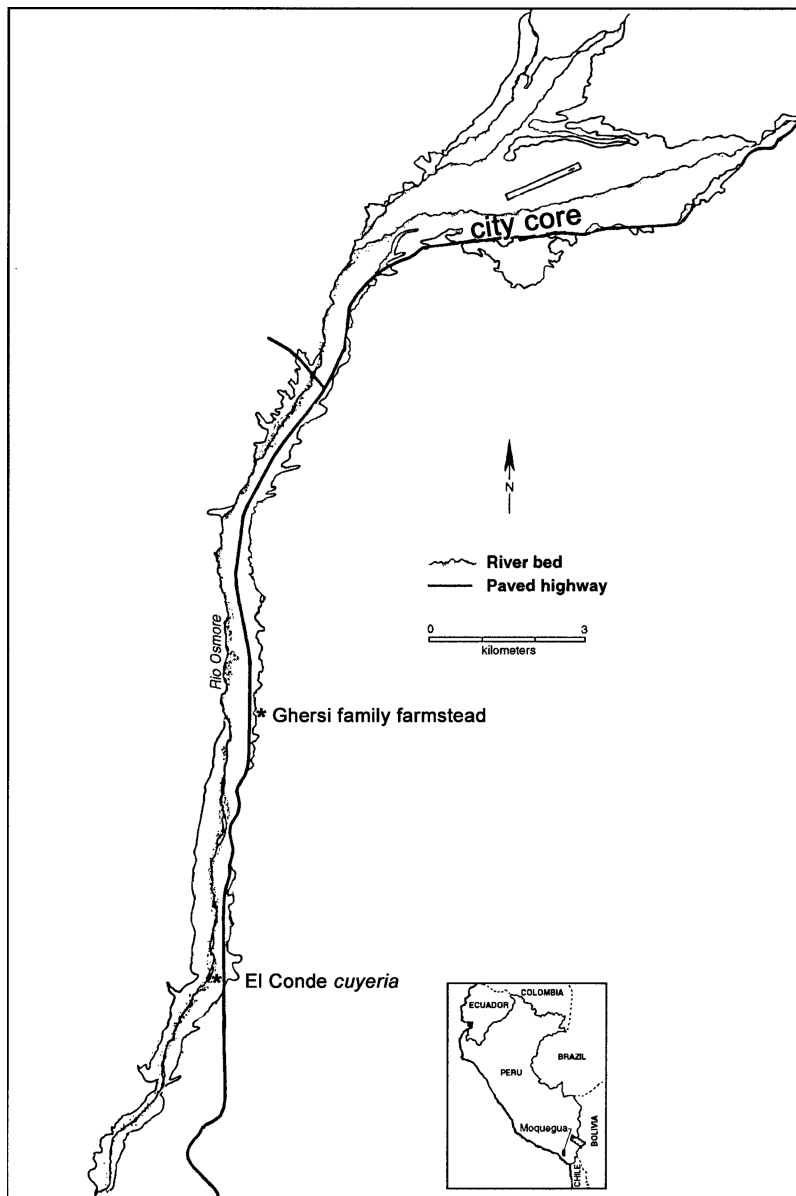 city core
N
River bed
Paved highway
0 3
kilometers
Rio Osmore
* Ghersi family farmstead
* El Conde cuyeria
COLOMBIA
ECUADOR
BRAZIL
PERU
Moquegua
BOLIVIA
CHILE